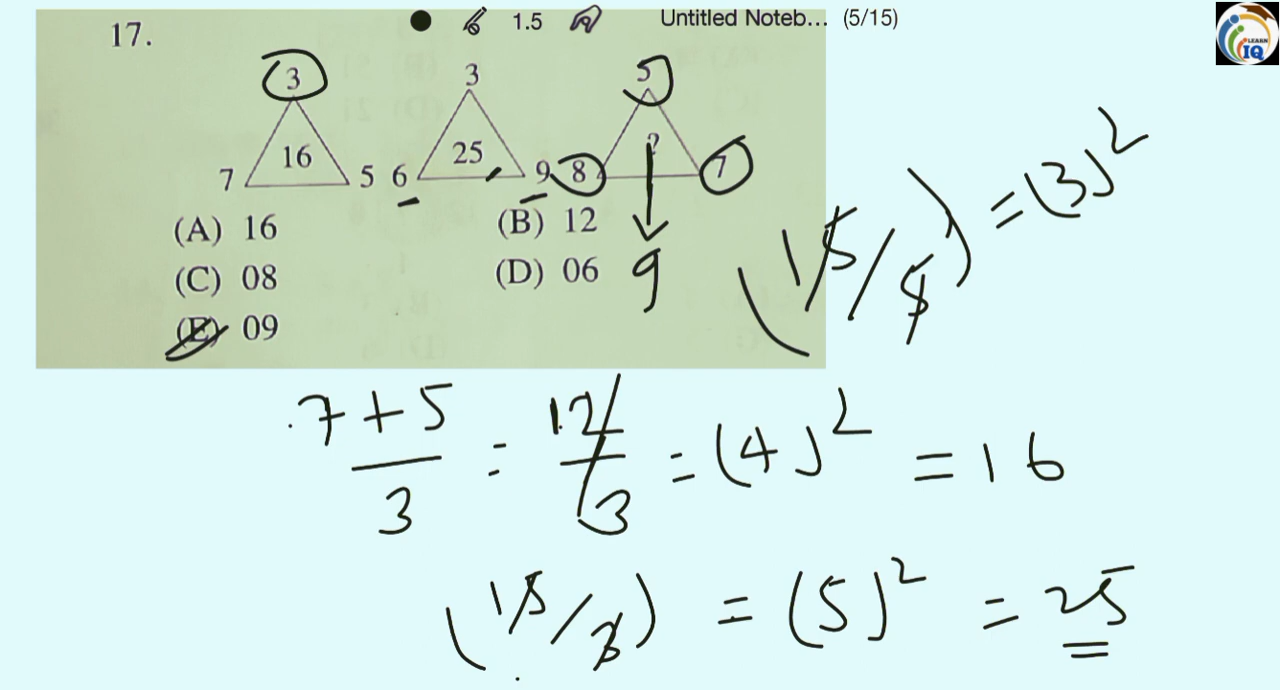 1.5 Untitled Noteb... (5/15)
LEARN
IQ
17.
3 3 5
16 25 ?
7 5 6 9 8 7
(A) 16 (B) 12
(C) 08 (D) 06
(E) 09
9
(15/5) = (3)²
7+5/3 = 12/3 = (4)² = 16
(15/3) = (5)² = 25